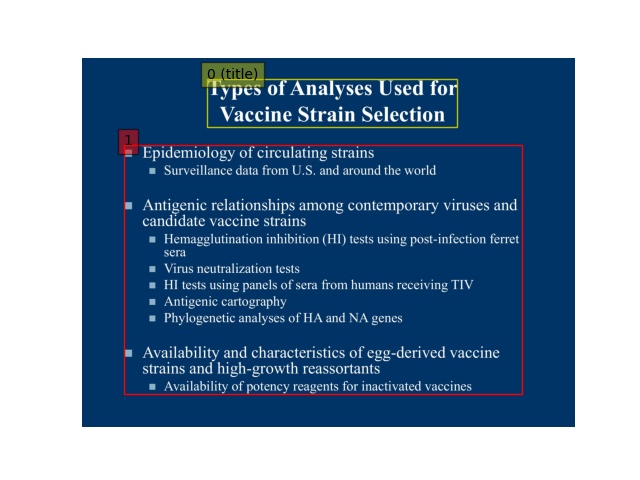 0 (title)
Types of Analyses Used for
Vaccine Strain Selection
1
Epidemiology of circulating strains
Surveillance data from U.S. and around the world
Antigenic relationships among contemporary viruses and
candidate vaccine strains
Hemagglutination inhibition (HI) tests using post-infection ferret
sera
Virus neutralization tests
HI tests using panels of sera from humans receiving TIV
Antigenic cartography
Phylogenetic analyses of HA and NA genes
Availability and characteristics of egg-derived vaccine
strains and high-growth reassortants
Availability of potency reagents for inactivated vaccines